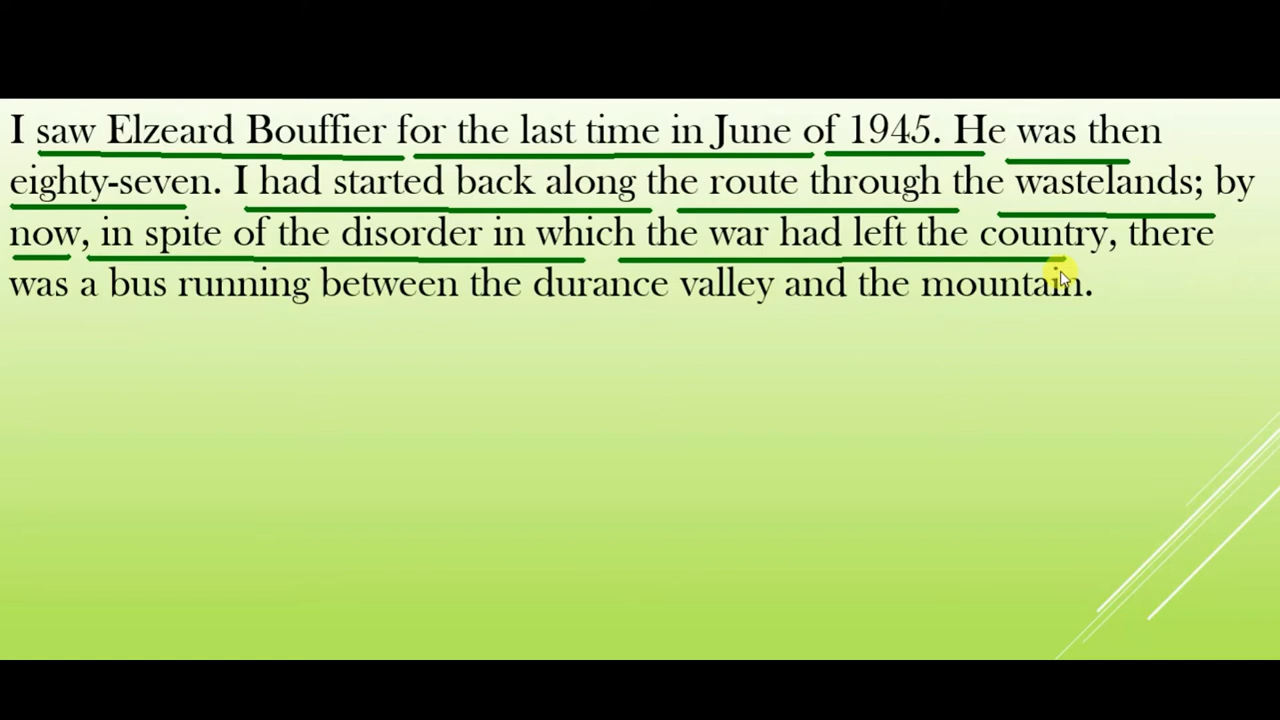 I saw Elzeard Bouffier for the last time in June of 1945. He was then
eighty-seven. I had started back along the route through the wastelands; by
now, in spite of the disorder in which the war had left the country, there
was a bus running between the durance valley and the mountain.